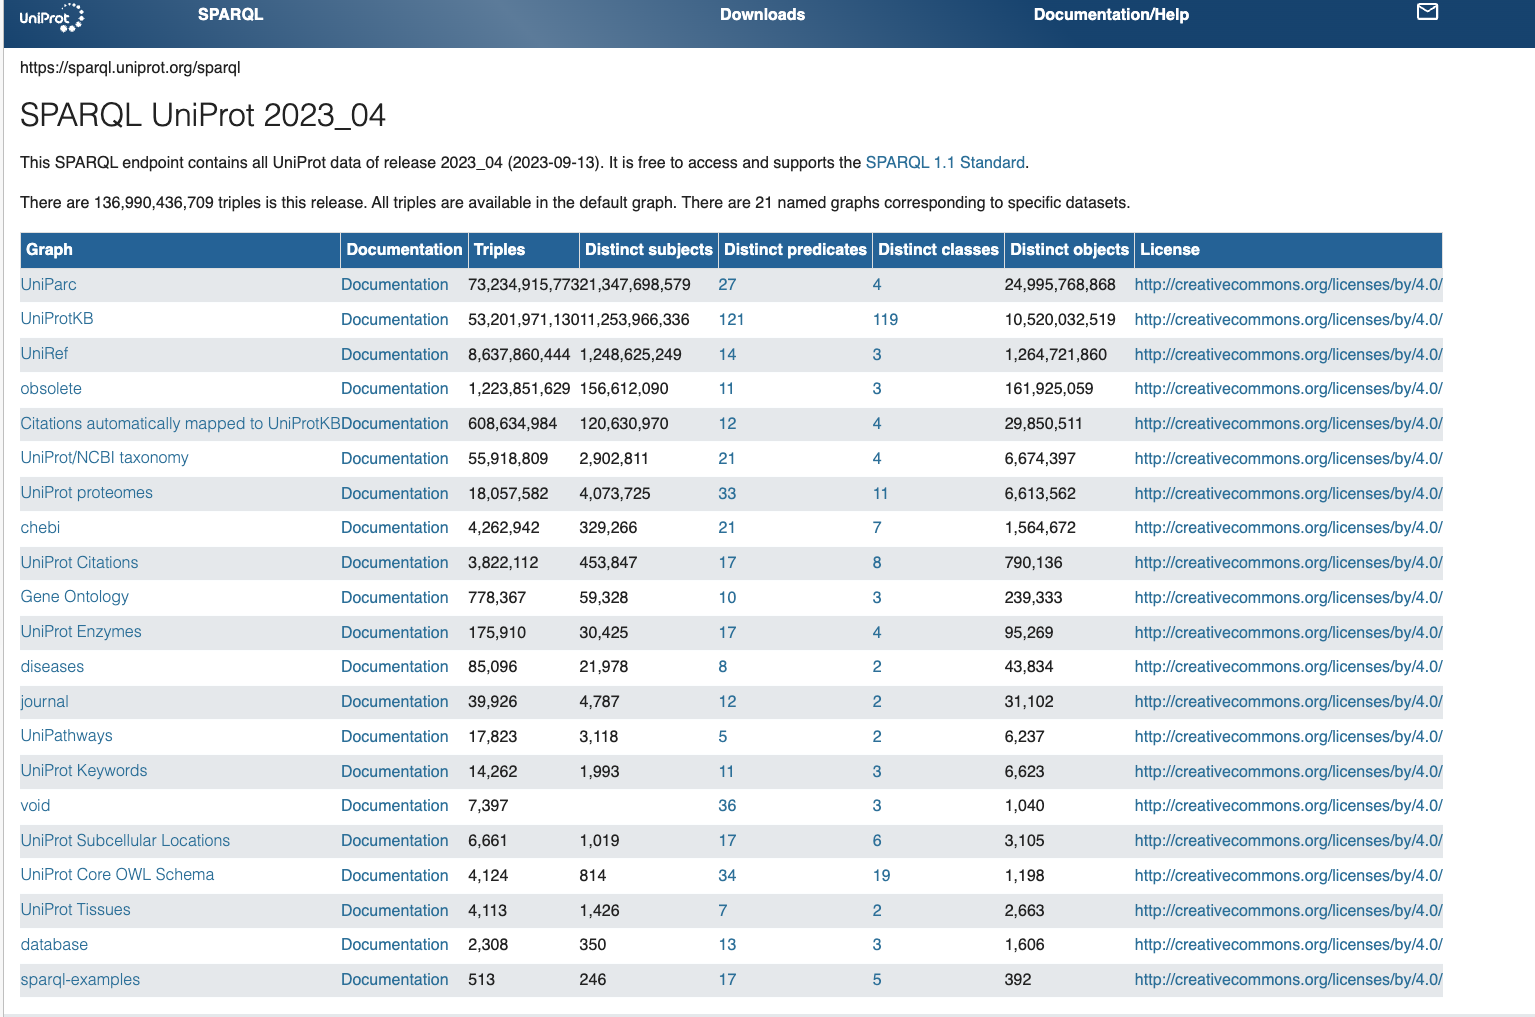 UniProt SPARQL Downloads Documentation/Help
https://sparql.uniprot.org/sparql
SPARQL UniProt 2023_04
This SPARQL endpoint contains all UniProt data of release 2023_04 (2023-09-13). It is free to access and supports the SPARQL 1.1 Standard.
There are 136,990,436,709 triples is this release. All triples are available in the default graph. There are 21 named graphs corresponding to specific datasets.
Graph Documentation Triples Distinct subjects Distinct predicates Distinct classes Distinct objects License
UniParc Documentation 73,234,915,773 21,347,698,579 27 4 24,995,768,868 http://creativecommons.org/licenses/by/4.0/
UniProtKB Documentation 53,201,971,130 11,253,966,336 121 119 10,520,032,519 http://creativecommons.org/licenses/by/4.0/
UniRef Documentation 8,637,860,444 1,248,625,249 14 3 1,264,721,860 http://creativecommons.org/licenses/by/4.0/
obsolete Documentation 1,223,851,629 156,612,090 11 3 161,925,059 http://creativecommons.org/licenses/by/4.0/
Citations automatically mapped to UniProtKB Documentation 608,634,984 120,630,970 12 4 29,850,511 http://creativecommons.org/licenses/by/4.0/
UniProt/NCBI taxonomy Documentation 55,918,809 2,902,811 21 4 6,674,397 http://creativecommons.org/licenses/by/4.0/
UniProt proteomes Documentation 18,057,582 4,073,725 33 11 6,613,562 http://creativecommons.org/licenses/by/4.0/
chebi Documentation 4,262,942 329,266 21 7 1,564,672 http://creativecommons.org/licenses/by/4.0/
UniProt Citations Documentation 3,822,112 453,847 17 8 790,136 http://creativecommons.org/licenses/by/4.0/
Gene Ontology Documentation 778,367 59,328 10 3 239,333 http://creativecommons.org/licenses/by/4.0/
UniProt Enzymes Documentation 175,910 30,425 17 4 95,269 http://creativecommons.org/licenses/by/4.0/
diseases Documentation 85,096 21,978 8 2 43,834 http://creativecommons.org/licenses/by/4.0/
journal Documentation 39,926 4,787 12 2 31,102 http://creativecommons.org/licenses/by/4.0/
UniPathways Documentation 17,823 3,118 5 2 6,237 http://creativecommons.org/licenses/by/4.0/
UniProt Keywords Documentation 14,262 1,993 11 3 6,623 http://creativecommons.org/licenses/by/4.0/
void Documentation 7,397 36 3 1,040 http://creativecommons.org/licenses/by/4.0/
UniProt Subcellular Locations Documentation 6,661 1,019 17 6 3,105 http://creativecommons.org/licenses/by/4.0/
UniProt Core OWL Schema Documentation 4,124 814 34 19 1,198 http://creativecommons.org/licenses/by/4.0/
UniProt Tissues Documentation 4,113 1,426 7 2 2,663 http://creativecommons.org/licenses/by/4.0/
database Documentation 2,308 350 13 3 1,606 http://creativecommons.org/licenses/by/4.0/
sparql-examples Documentation 513 246 17 5 392 http://creativecommons.org/licenses/by/4.0/